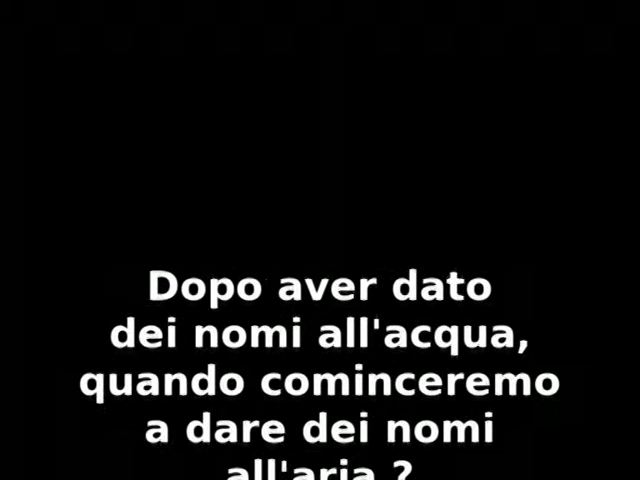 Dopo aver dato
dei nomi all'acqua,
quando cominceremo
a dare dei nomi
all'aria ?